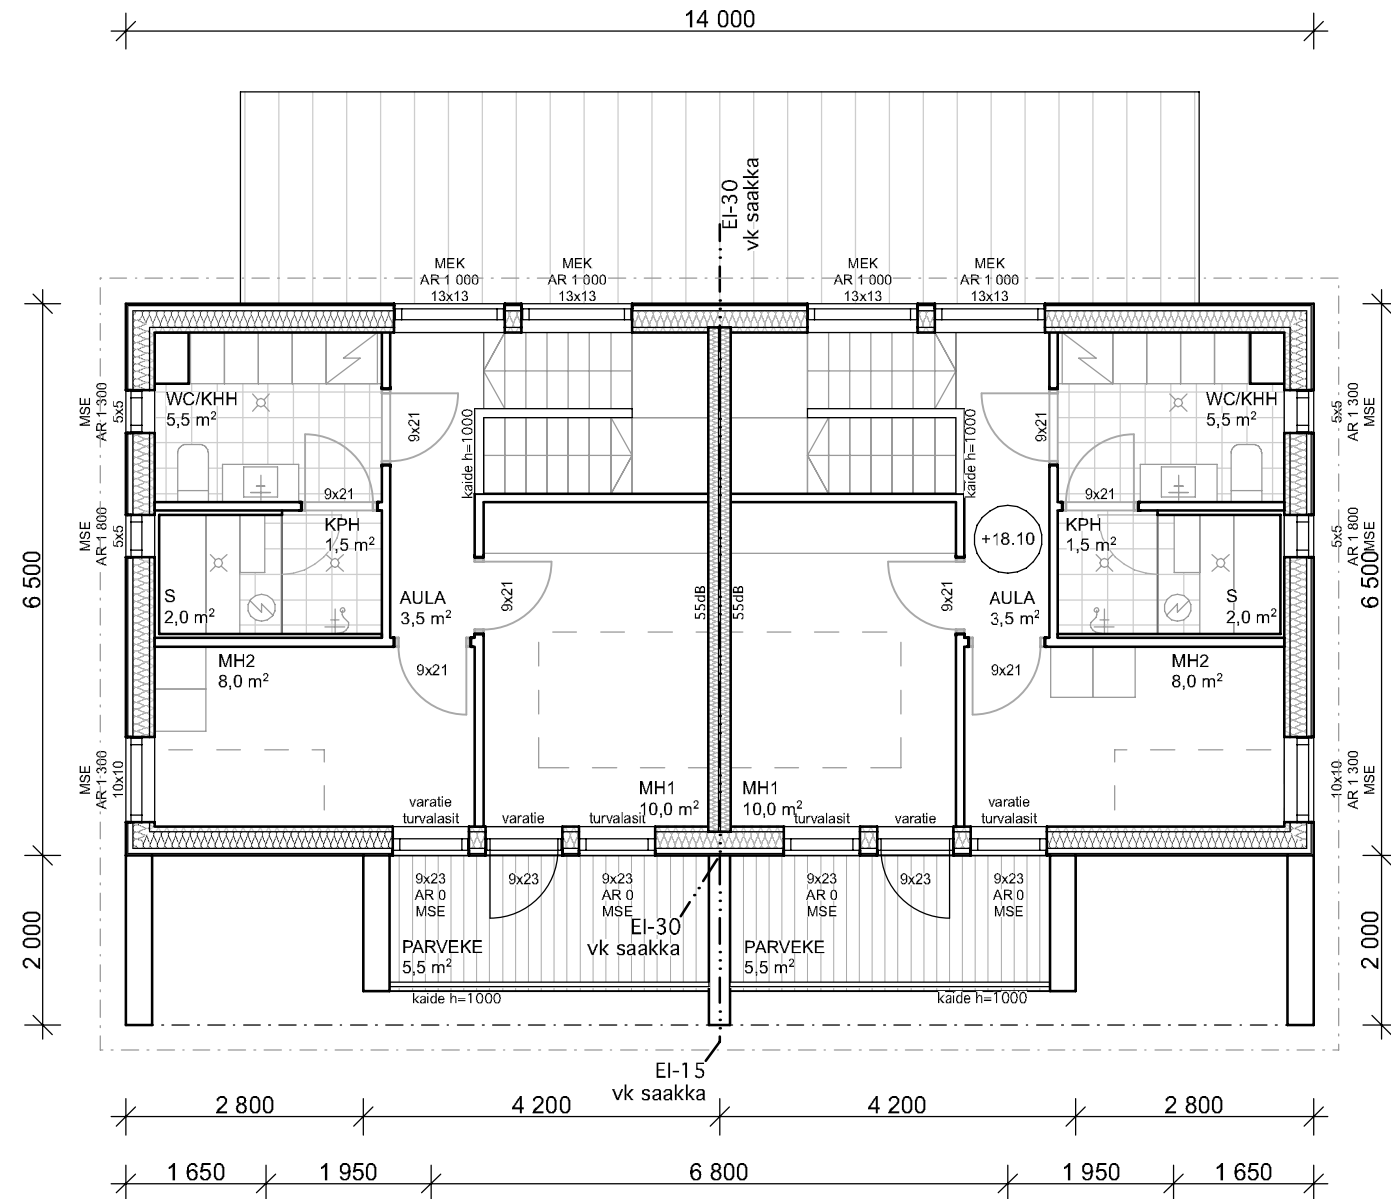 14 000
EI-30
vk saakka
MEK
AR 1 000
13x13
MEK
AR 1 000
13x13
MEK
AR 1 000
13x13
MEK
AR 1 000
13x13
MSE
AR 1 300
5x5
WC/KHH
5,5 m²
9x21
kaide h=1000
kaide h=1000
9x21
WC/KHH
5,5 m²
5x5
AR 1 300
MSE
9x21
9x21
MSE
AR 1 800
5x5
KPH
1,5 m²
+18.10
KPH
1,5 m²
5x5
AR 1 800
MSE
6 500
6 500
S
2,0 m²
AULA
3,5 m²
9x21
55dB
55dB
9x21
AULA
3,5 m²
S
2,0 m²
MH2
8,0 m²
9x21
9x21
MH2
8,0 m²
MSE
AR 1 300
10x10
MH1
10,0 m²
MH1
10,0 m²
10x10
AR 1 300
MSE
varatie
turvalasit
varatie
turvalasit
turvalasit
varatie
varatie
turvalasit
9x23
AR 0
MSE
9x23
9x23
AR 0
MSE
9x23
AR 0
MSE
9x23
9x23
AR 0
MSE
EI-30
vk saakka
PARVEKE
5,5 m²
PARVEKE
5,5 m²
2 000
2 000
kaide h=1000
kaide h=1000
EI-15
vk saakka
2 800
4 200
4 200
2 800
1 650
1 950
6 800
1 950
1 650